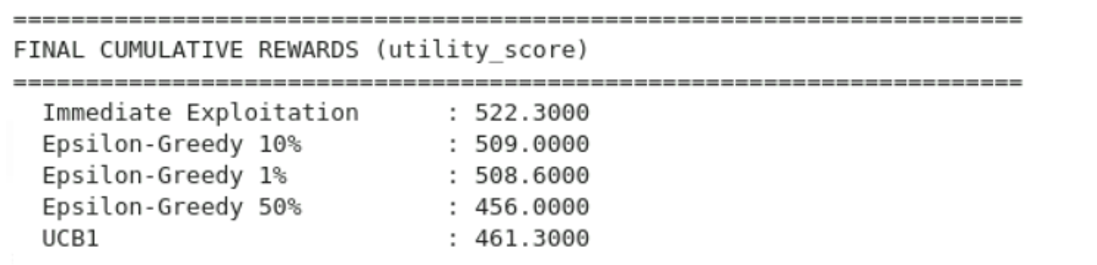 ======================================================================
FINAL CUMULATIVE REWARDS (utility_score)
======================================================================
  Immediate Exploitation      : 522.3000
  Epsilon-Greedy 10%          : 509.0000
  Epsilon-Greedy 1%           : 508.6000
  Epsilon-Greedy 50%          : 456.0000
  UCB1                        : 461.3000